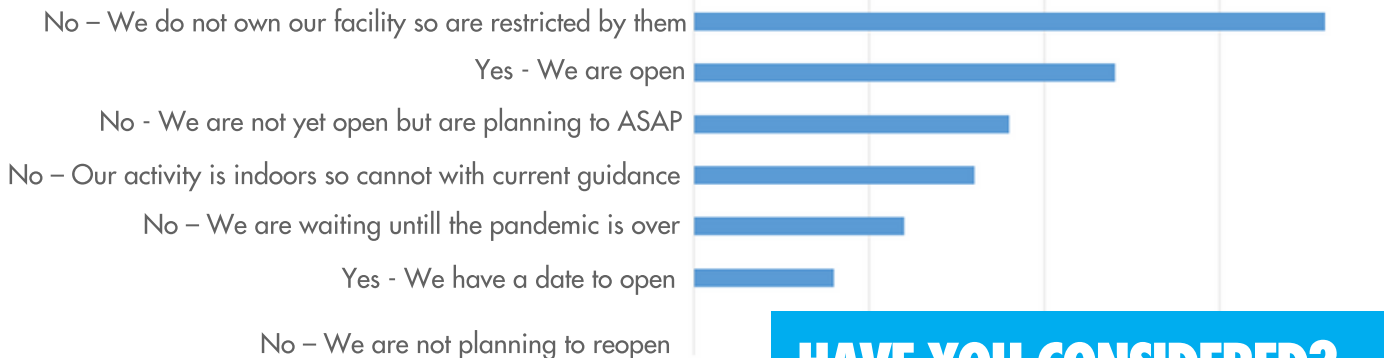 No – We do not own our facility so are restricted by them
Yes - We are open
No - We are not yet open but are planning to ASAP
No – Our activity is indoors so cannot with current guidance
No – We are waiting untill the pandemic is over
Yes - We have a date to open
No – We are not planning to reopen
HAVE YOU CONSIDERED?